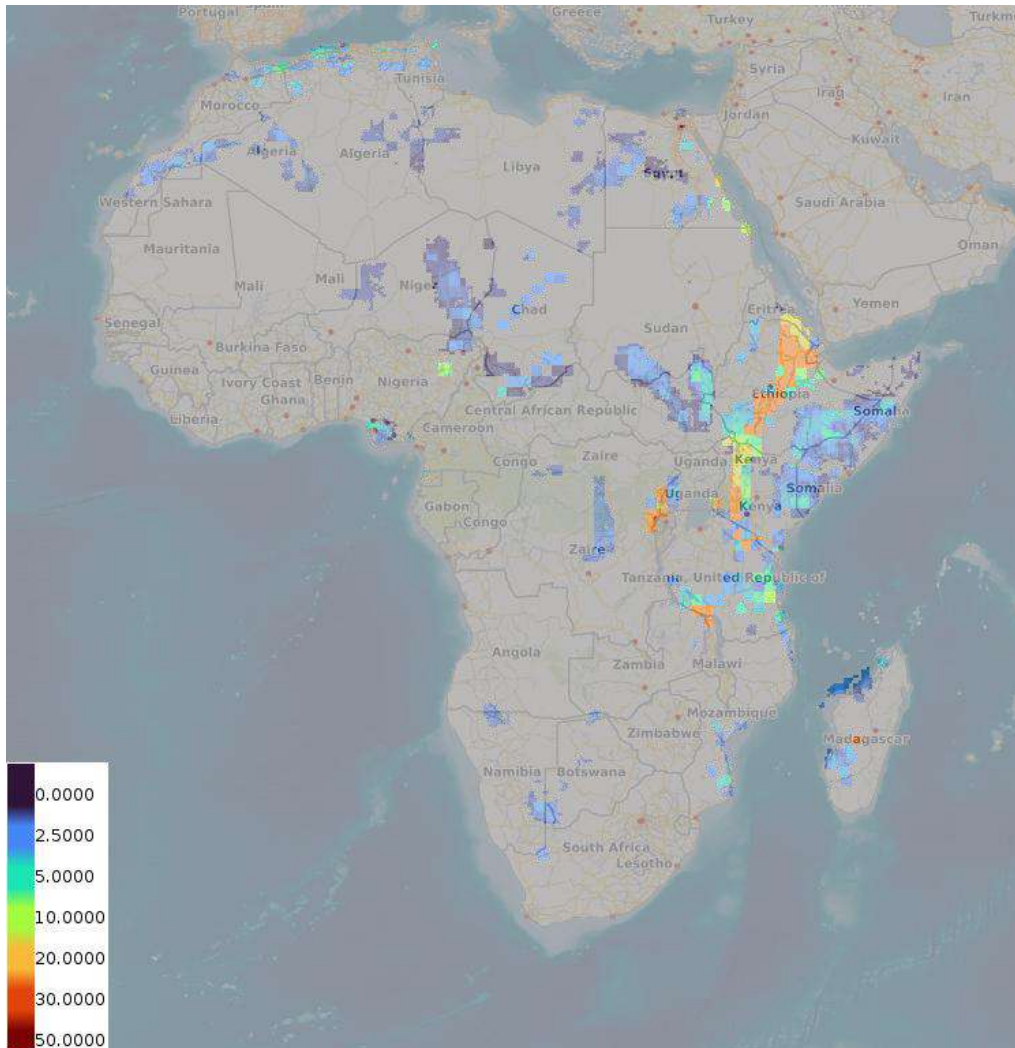 Portugal
Spain
Greece
Turkey
Turkm
Syria
Tunisia
Iraq
Iran
Morocco
Jordan
Kuwait
Algeria
Algeria
Libya
Egypt
Western Sahara
Saudi Arabia
Mauritania
Oman
Mali
Mali
Niger
Chad
Sudan
Eritrea
Yemen
Senegal
Burkina Faso
Guinea
Ivory Coast
Benin
Nigeria
Ghana
Ethiopia
Liberia
Central African Republic
Somalia
Cameroon
Congo
Zaire
Uganda
Kenya
Uganda
Somalia
Gabon
Kenya
Congo
Zaire
Tanzania, United Republic of
Angola
Zambia
Malawi
Mozambique
Zimbabwe
Madagascar
Namibia
Botswana
South Africa
Lesotho
0.0000
2.5000
5.0000
10.0000
20.0000
30.0000
50.0000